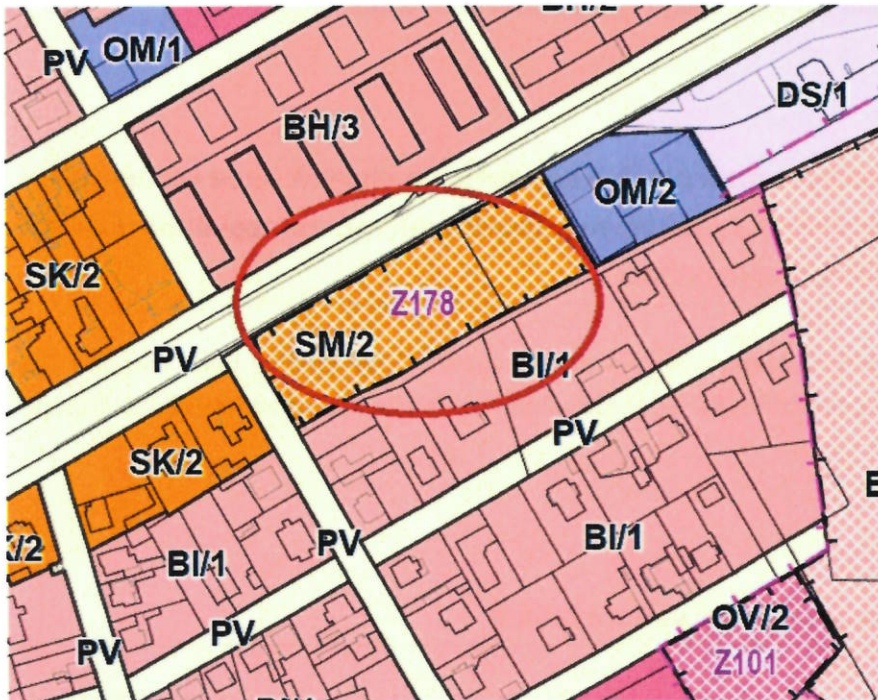 OM/1
PV
DS/1
BH/3
OM/2
SK/2
Z178
SM/2
PV
BI/1
PV
SK/2
BI/1
PV
BI/1
OV/2
PV
PV
Z101